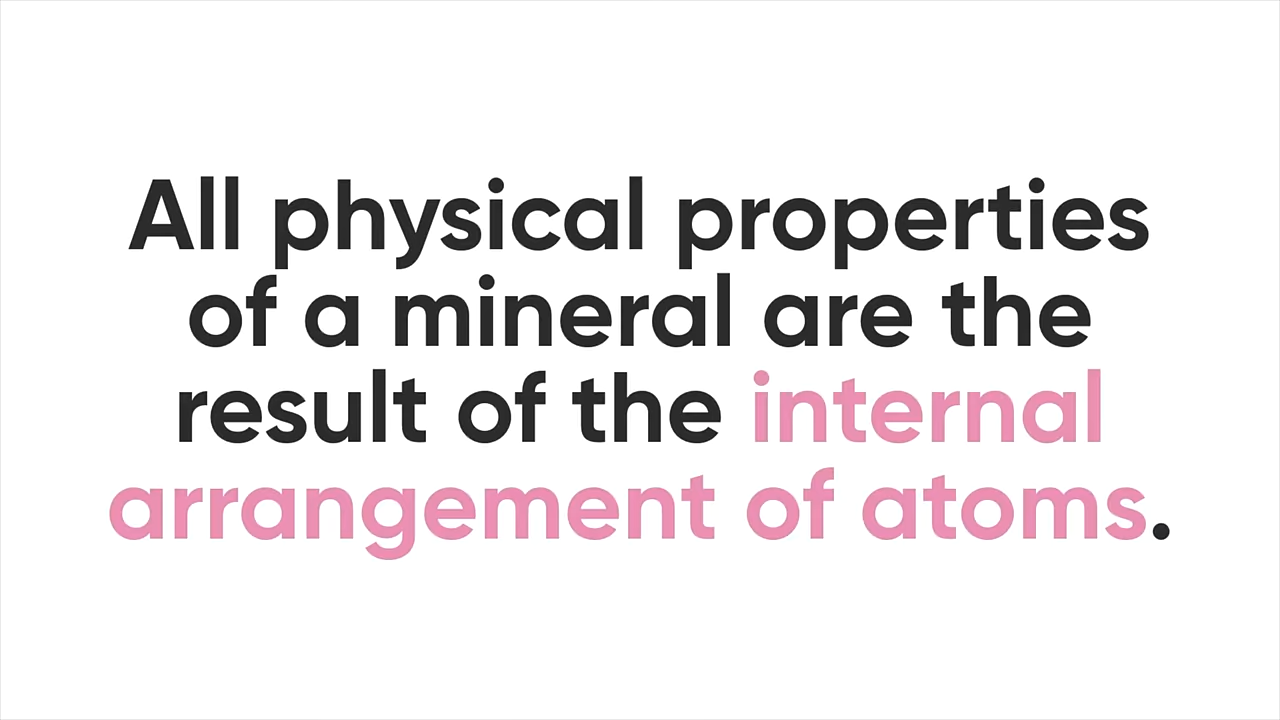 All physical properties
of a mineral are the
result of the internal
arrangement of atoms.